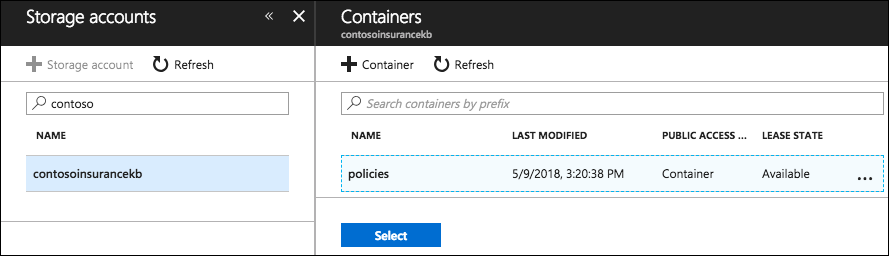 Storage accounts « ✕
+ Storage account Refresh
contoso
NAME
contosoinsurancekb
Containers
contosoinsurancekb
+ Container Refresh
Search containers by prefix
NAME LAST MODIFIED PUBLIC ACCESS ... LEASE STATE
policies 5/9/2018, 3:20:38 PM Container Available ...
Select